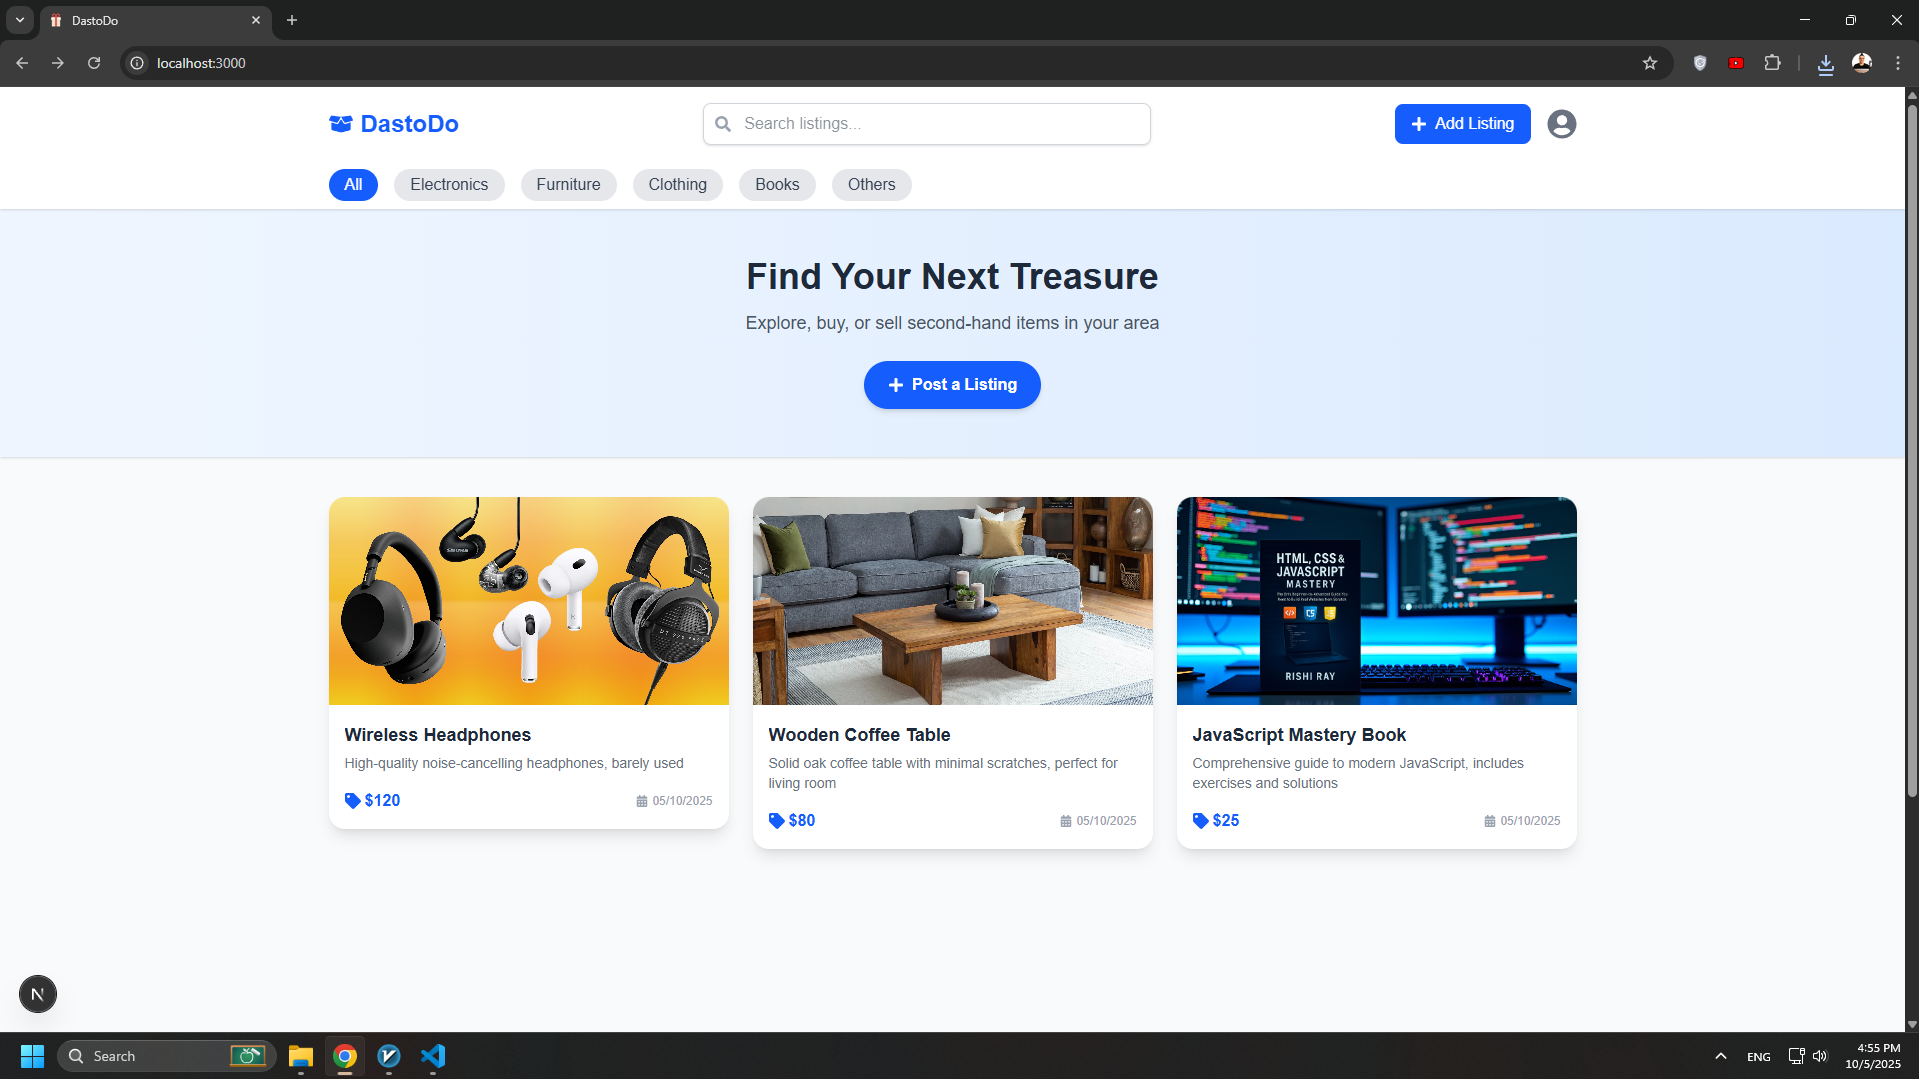 DastoDo
localhost:3000
DastoDo
Search listings...
Add Listing
All
Electronics
Furniture
Clothing
Books
Others
Find Your Next Treasure
Explore, buy, or sell second-hand items in your area
Post a Listing
HTML, CSS &
JAVASCRIPT
MASTERY
RISHI RAY
Wireless Headphones
High-quality noise-cancelling headphones, barely used
$120
05/10/2025
Wooden Coffee Table
Solid oak coffee table with minimal scratches, perfect for
living room
$80
05/10/2025
JavaScript Mastery Book
Comprehensive guide to modern JavaScript, includes
exercises and solutions
$25
05/10/2025
N
Search
ENG
4:55 PM
10/5/2025